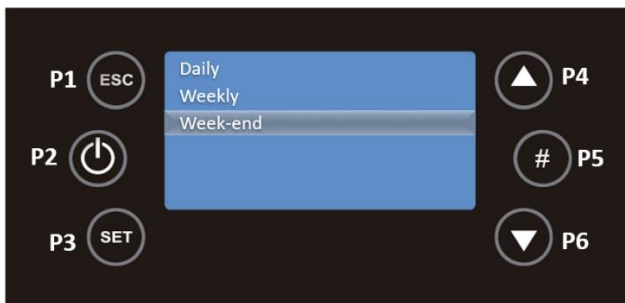 P1 ESC
P2
P3 SET
Daily
Weekly
Week-end
P4
# P5
P6